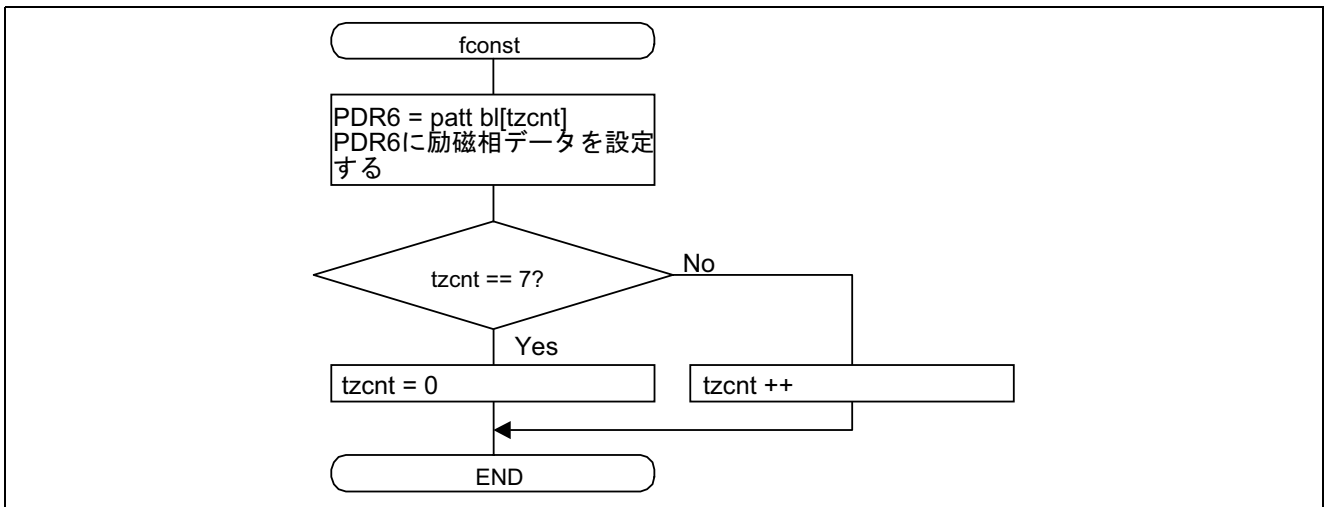 fconst
PDR6 = patt bl[tzcnt]
PDR6に励磁相データを設定
する
tzcnt == 7?
No
Yes
tzcnt = 0
tzcnt ++
END